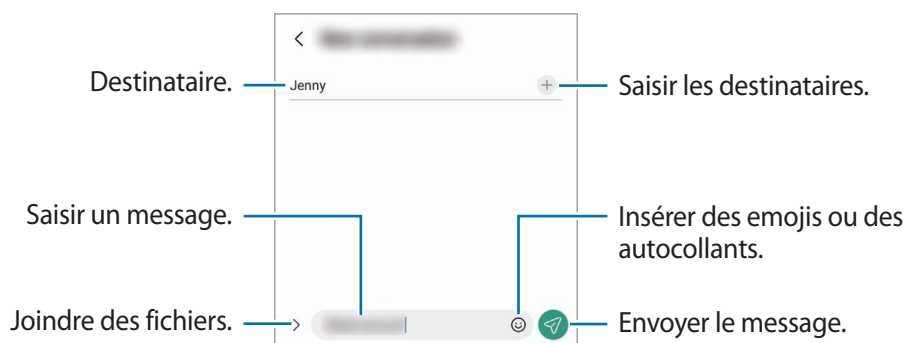 Destinataire.
Jenny
Saisir les destinataires.
Saisir un message.
Insérer des emojis ou des
autocollants.
Joindre des fichiers.
Envoyer le message.